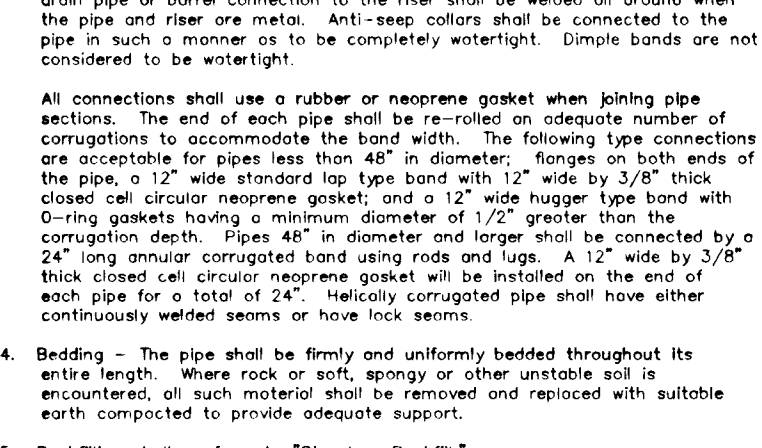 drain pipe or barrel connection to the riser shall be welded all around when
the pipe and riser are metal. Anti-seep collars shall be connected to the
pipe in such a manner as to be completely watertight. Dimple bands are not
considered to be watertight.
All connections shall use a rubber or neoprene gasket when joining pipe
sections. The end of each pipe shall be re-rolled an adequate number of
corrugations to accommodate the band width. The following type connections
are acceptable for pipes less than 48" in diameter; flanges on both ends of
the pipe, a 12" wide standard lap type band with 12" wide by 3/8" thick
closed cell circular neoprene gasket; and a 12" wide hugger type band with
O-ring gaskets having a minimum diameter of 1/2" greater than the
corrugation depth. Pipes 48" in diameter and larger shall be connected by a
24" long annular corrugated band using rods and lugs. A 12" wide by 3/8"
thick closed cell circular neoprene gasket will be installed on the end of
each pipe for a total of 24". Helically corrugated pipe shall have either
continuously welded seams or have lock seams.
4. Bedding - The pipe shall be firmly and uniformly bedded throughout its
entire length. Where rock or soft, spongy or other unstable soil is
encountered, all such material shall be removed and replaced with suitable
earth compacted to provide adequate support.